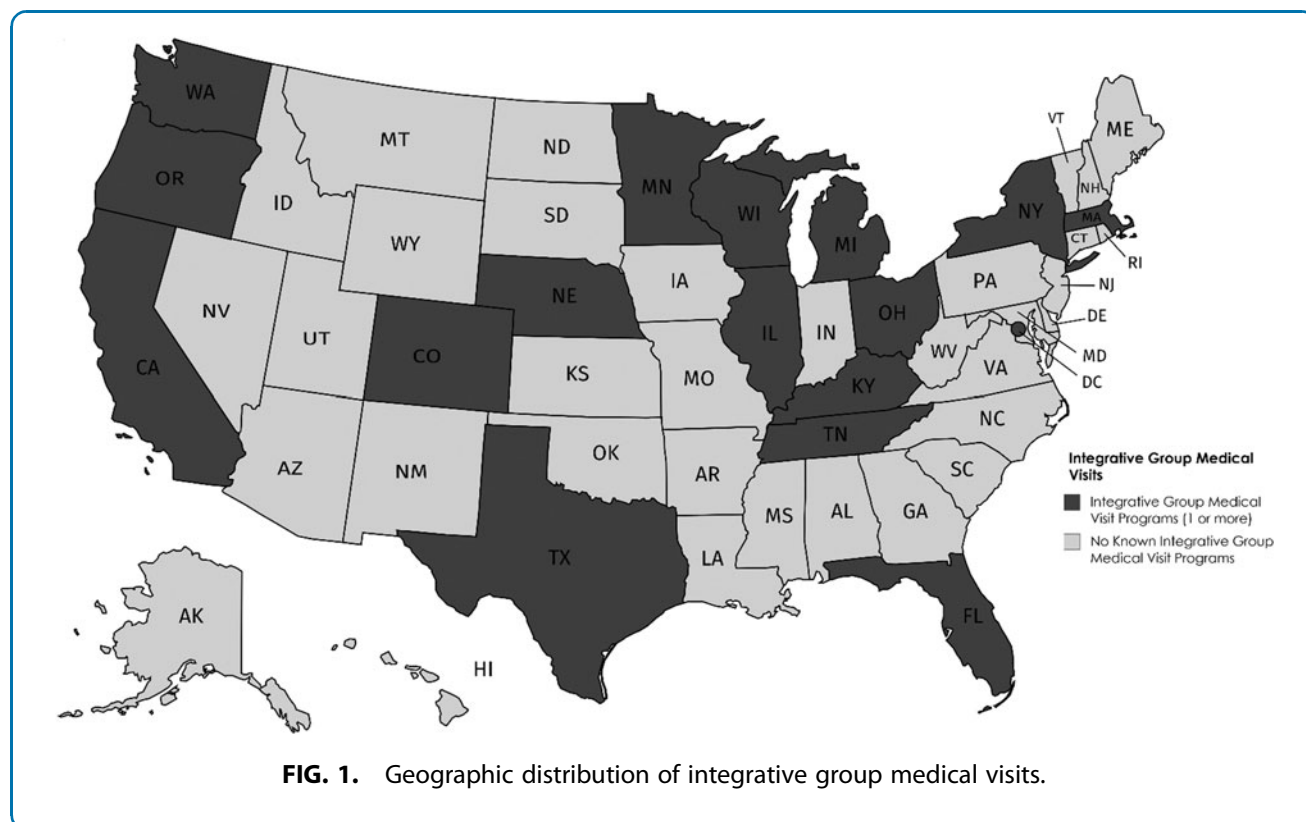 WA
MT
ND
MN
VT
ME
OR
ID
SD
WI
NH
NY
MA
WY
MI
CT
RI
NE
IA
PA
NJ
NV
UT
CO
IL
IN
OH
DE
CA
KS
MO
WV
MD
KY
VA
DC
TN
NC
AZ
NM
OK
AR
SC
MS
AL
GA
TX
LA
FL
AK
HI
Integrative Group Medical
Visits
Integrative Group Medical
Visit Programs (1 or more)
No Known Integrative Group
Medical Visit Programs
FIG. 1. Geographic distribution of integrative group medical visits.